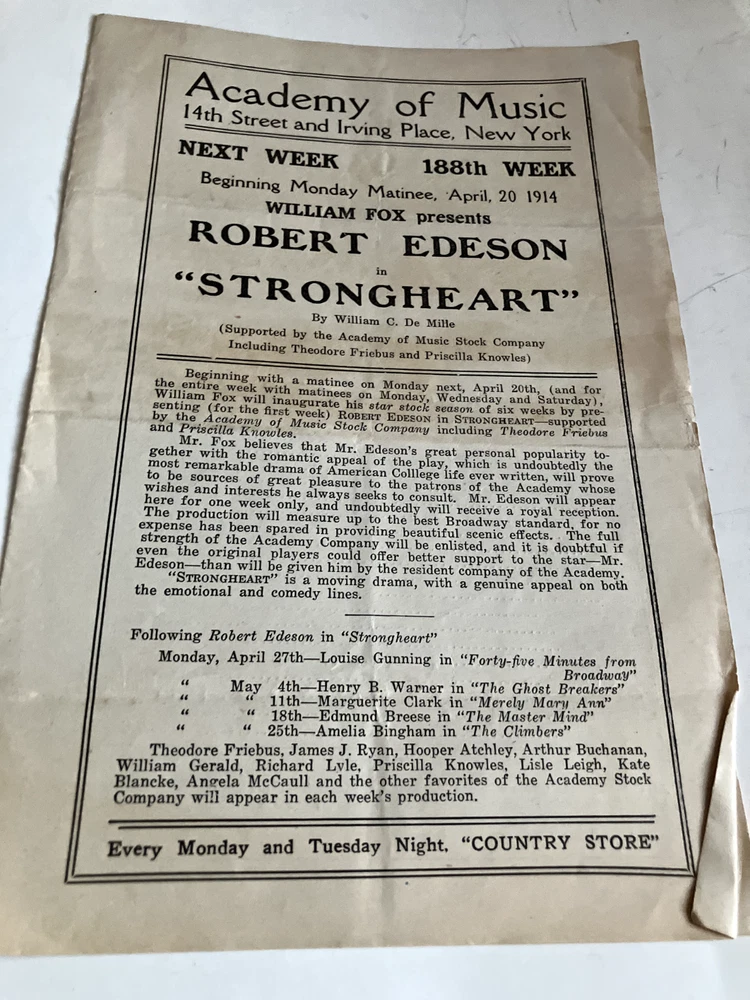 Academy of Music
14th Street and Irving Place, New York
NEXT WEEK 188th WEEK
Beginning Monday Matinee, April, 20 1914
WILLIAM FOX presents
ROBERT EDESON
in
"STRONGHEART"
By William C. De Mille
(Supported by the Academy of Music Stock Company
Including Theodore Friebus and Priscilla Knowles)
Beginning with a matinee on Monday next, April 20th, (and for
the entire week with matinees on Monday, Wednesday and Saturday),
William Fox will inaugurate his star stock season of six weeks by pre-
senting (for the first week) ROBERT EDESON in STRONGHEART—supported
by the Academy of Music Stock Company including Theodore Friebus
and Priscilla Knowles.
Mr. Fox believes that Mr. Edeson's great personal popularity to-
gether with the romantic appeal of the play, which is undoubtedly the
most remarkable drama of American Colllege life ever written, will prove
to be sources of great pleasure to the patrons of the Academy whose
wishes and interests he always seeks to consult. Mr. Edeson will appear
here for one week only, and undoubtedly will receive a royal reception.
The production will measure up to the best Broadway standard, for no
expense has been spared in providing beautiful scenic effects. The full
strength of the Academy Company will be enlisted, and it is doubtful if
even the original players could offer better support to the star—Mr.
Edeson—than will be given him by the resident company of the Academy.
"STRONGHEART" is a moving drama, with a genuine appeal on both
the emotional and comedy lines.
Following Robert Edeson in "Strongheart"
Monday, April 27th—Louise Gunning in "Forty-five Minutes from
Broadway"
" May 4th—Henry B. Warner in "The Ghost Breakers"
" " 11th—Marguerite Clark in "Merely Mary Ann"
" " 18th—Edmund Breese in "The Master Mind"
" " 25th—Amelia Bingham in "The Climbers"
Theodore Friebus, James J. Ryan, Hooper Atchley, Arthur Buchanan,
William Gerald, Richard Lyle, Priscilla Knowles, Lisle Leigh, Kate
Blancke, Angela McCaull and the other favorites of the Academy Stock
Company will appear in each week's production.
Every Monday and Tuesday Night, "COUNTRY STORE"